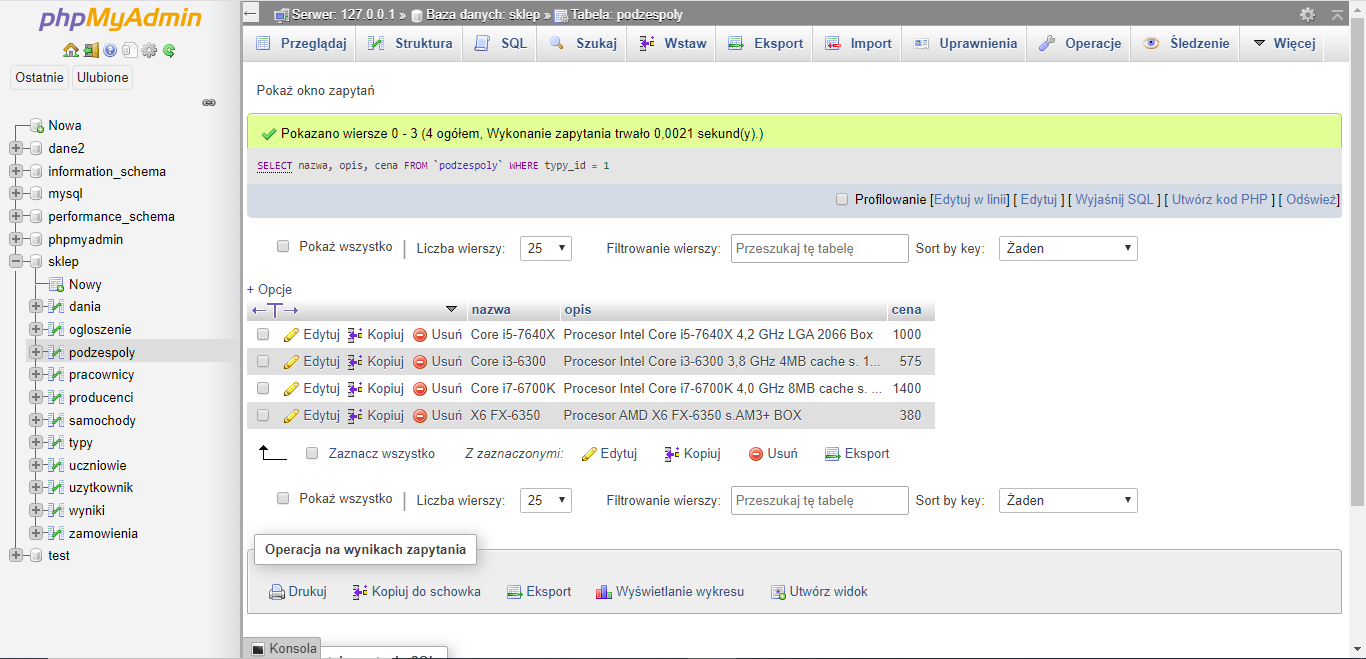 phpMyAdmin
Ostatnie Ulubione
Nowa
dane2
information_schema
mysql
performance_schema
phpmyadmin
sklep
Nowy
dania
ogloszenie
podzespoly
pracownicy
producenci
samochody
typy
uczniowie
uzytkownik
wyniki
zamowienia
test
Serwer: 127.0.0.1 » Baza danych: sklep » Tabela: podzespoly
Przeglądaj Struktura SQL Szukaj Wstaw Eksport Import Uprawnienia Operacje Śledzenie Więcej
Pokaż okno zapytań
Pokazano wiersze 0 - 3 (4 ogółem, Wykonanie zapytania trwało 0,0021 sekund(y).)
SELECT nazwa, opis, cena FROM `podzespoly` WHERE typy_id = 1
Profilowanie [Edytuj w linii] [ Edytuj ] [ Wyjaśnij SQL ] [ Utwórz kod PHP ] [ Odśwież]
Pokaż wszystko | Liczba wierszy: 25 Filtrowanie wierszy: Przeszukaj tę tabelę Sort by key: Żaden
+ Opcje
←T→ nazwa opis cena
Edytuj Kopiuj Usuń Core i5-7640X Procesor Intel Core i5-7640X 4,2 GHz LGA 2066 Box 1000
Edytuj Kopiuj Usuń Core i3-6300 Procesor Intel Core i3-6300 3,8 GHz 4MB cache s. 1... 575
Edytuj Kopiuj Usuń Core i7-6700K Procesor Intel Core i7-6700K 4,0 GHz 8MB cache s. ... 1400
Edytuj Kopiuj Usuń X6 FX-6350 Procesor AMD X6 FX-6350 s.AM3+ BOX 380
Zaznacz wszystko Z zaznaczonymi: Edytuj Kopiuj Usuń Eksport
Pokaż wszystko | Liczba wierszy: 25 Filtrowanie wierszy: Przeszukaj tę tabelę Sort by key: Żaden
Operacja na wynikach zapytania
Drukuj Kopiuj do schowka Eksport Wyświetlanie wykresu Utwórz widok
Konsola